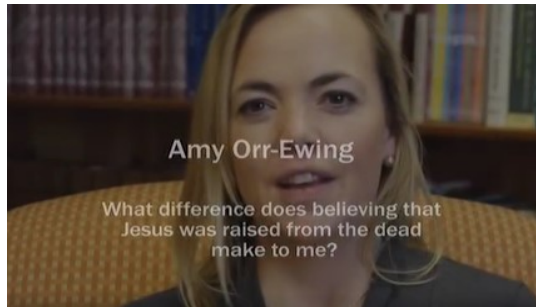 Amy Orr-Ewing
What difference does believing that
Jesus was raised from the dead
make to me?